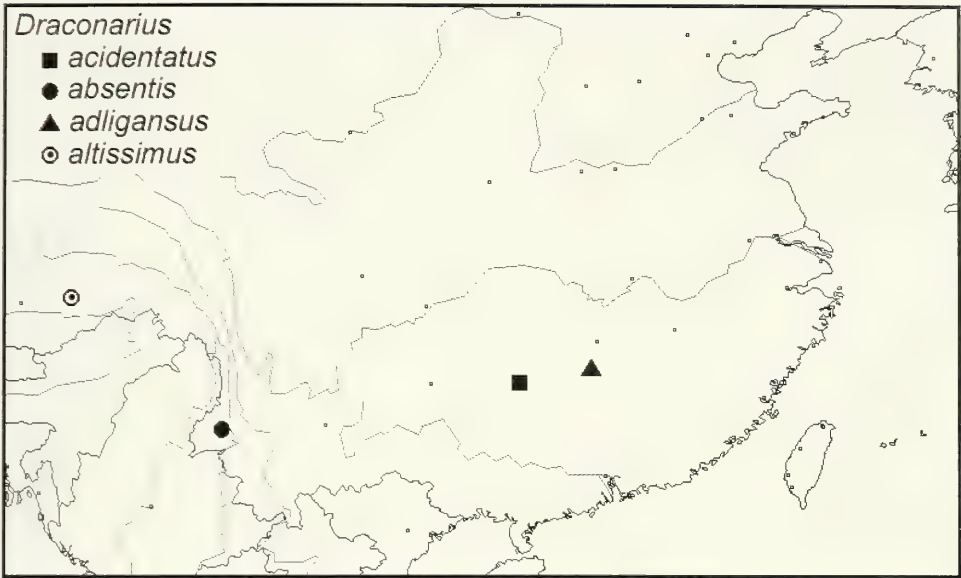 Draconarius
acidentatus
absentis
adligansus
altissimus